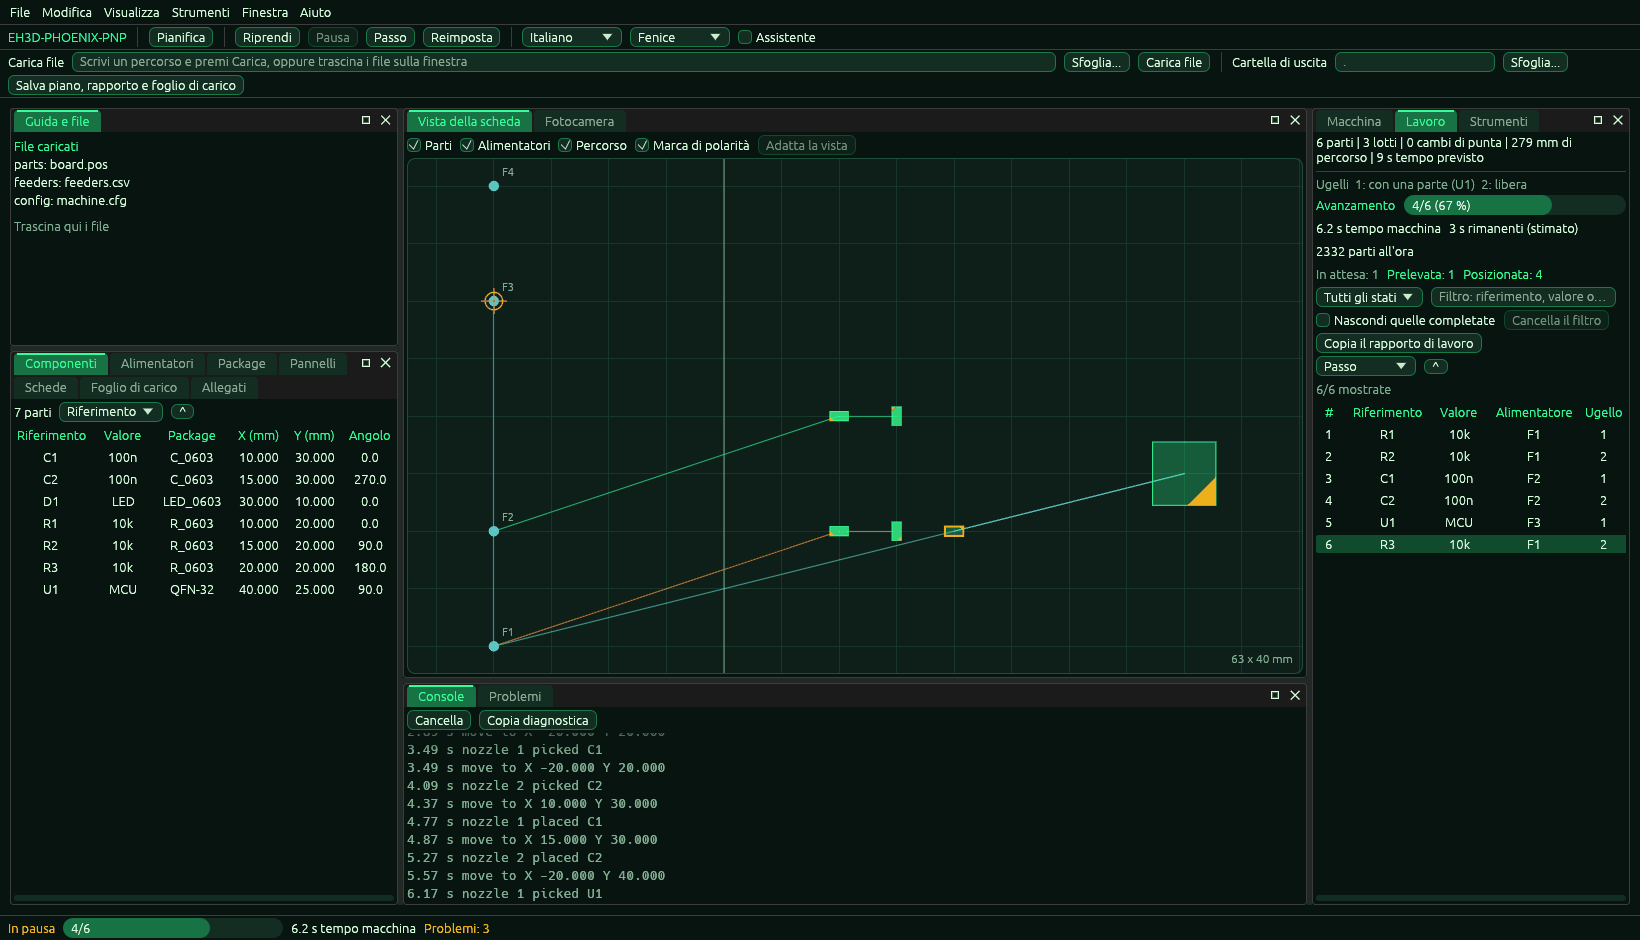 File Modifica Visualizza Strumenti Finestra Aiuto
EH3D-PHOENIX-PNP Pianifica Riprendi Pausa Passo Reimposta Italiano Fenice Assistente
Carica file Scrivi un percorso e premi Carica, oppure trascina i file sulla finestra Sfoglia... Carica file Cartella di uscita . Sfoglia...
Salva piano, rapporto e foglio di carico
Guida e file
File caricati
parts: board.pos
feeders: feeders.csv
config: machine.cfg
Trascina qui i file
Componenti Alimentatori Package Pannelli
Schede Foglio di carico Allegati
7 parti Riferimento ^
Riferimento Valore Package X (mm) Y (mm) Angolo
C1 100n C_0603 10.000 30.000 0.0
C2 100n C_0603 15.000 30.000 270.0
D1 LED LED_0603 30.000 10.000 0.0
R1 10k R_0603 10.000 20.000 0.0
R2 10k R_0603 15.000 20.000 90.0
R3 10k R_0603 20.000 20.000 180.0
U1 MCU QFN-32 40.000 25.000 90.0
Vista della scheda Fotocamera
Parti Alimentatori Percorso Marca di polarità Adatta la vista
F4
F3
F2
F1
63 x 40 mm
Console Problemi
Cancella Copia diagnostica
3.49 s nozzle 1 picked C1
3.49 s move to X -20.000 Y 20.000
4.09 s nozzle 2 picked C2
4.37 s move to X 10.000 Y 30.000
4.77 s nozzle 1 placed C1
4.87 s move to X 15.000 Y 30.000
5.27 s nozzle 2 placed C2
5.57 s move to X -20.000 Y 40.000
6.17 s nozzle 1 picked U1
Macchina Lavoro Strumenti
6 parti | 3 lotti | 0 cambi di punta | 279 mm di
percorso | 9 s tempo previsto
Ugelli 1: con una parte (U1) 2: libera
Avanzamento 4/6 (67 %)
6.2 s tempo macchina 3 s rimanenti (stimato)
2332 parti all'ora
In attesa: 1 Prelevata: 1 Posizionata: 4
Tutti gli stati Filtro: riferimento, valore o...
Nascondi quelle completate Cancella il filtro
Copia il rapporto di lavoro
Passo ^
6/6 mostrate
# Riferimento Valore Alimentatore Ugello
1 R1 10k F1 1
2 R2 10k F1 2
3 C1 100n F2 1
4 C2 100n F2 2
5 U1 MCU F3 1
6 R3 10k F1 2
In pausa 4/6 6.2 s tempo macchina Problemi: 3